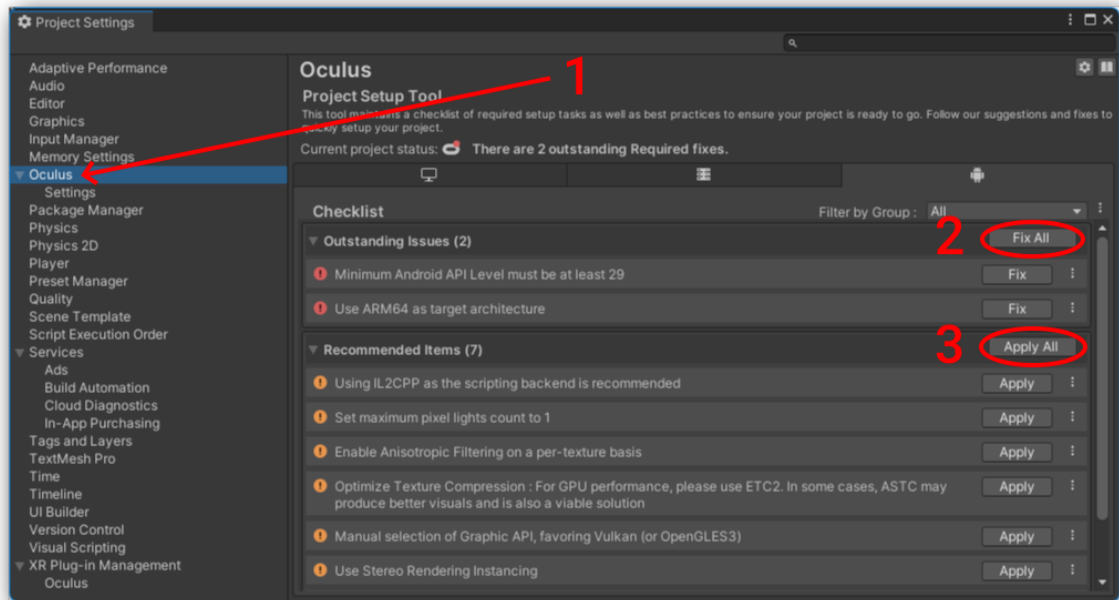 Project Settings
Adaptive Performance
Audio
Editor
Graphics
Input Manager
Memory Settings
Oculus
Settings
Package Manager
Physics
Physics 2D
Player
Preset Manager
Quality
Scene Template
Script Execution Order
Services
Ads
Build Automation
Cloud Diagnostics
In-App Purchasing
Tags and Layers
TextMesh Pro
Time
Timeline
UI Builder
Version Control
Visual Scripting
XR Plug-in Management
Oculus
Oculus
1
Project Setup Tool
This tool maintains a checklist of required setup tasks as well as best practices to ensure your project is ready to go. Follow our suggestions and fixes to
quickly setup your project.
Current project status: There are 2 outstanding Required fixes.
Checklist
Filter by Group : All
Outstanding Issues (2)
2 Fix All
Minimum Android API Level must be at least 29 Fix
Use ARM64 as target architecture Fix
Recommended Items (7)
3 Apply All
Using IL2CPP as the scripting backend is recommended Apply
Set maximum pixel lights count to 1 Apply
Enable Anisotropic Filtering on a per-texture basis Apply
Optimize Texture Compression : For GPU performance, please use ETC2. In some cases, ASTC may Apply
produce better visuals and is also a viable solution
Manual selection of Graphic API, favoring Vulkan (or OpenGLES3) Apply
Use Stereo Rendering Instancing Apply